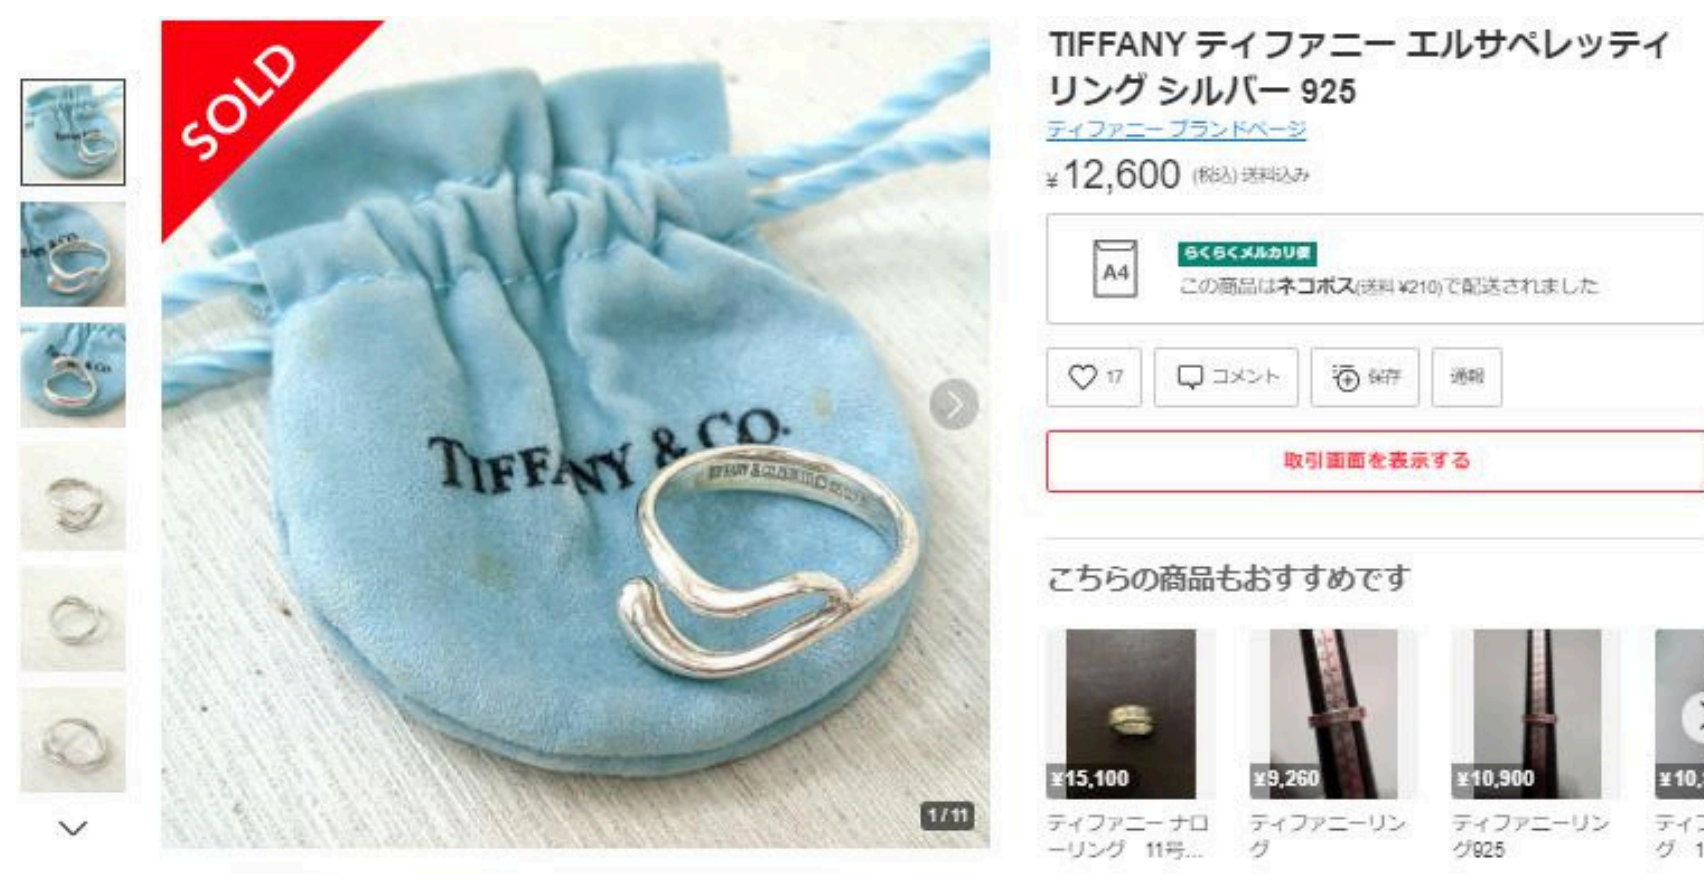 SOLD
TIFFANY & CO.
1/11
TIFFANY ティファニー エルサペレッティ
リング シルバー 925
ティファニー ブランドページ
¥12,600 (税込) 送料込み
A4
らくらくメルカリ便
この商品はネコポス(送料 ¥210)で配送されました
17
コメント
保存
通報
取引画面を表示する
こちらの商品もおすすめです
¥15,100
¥9,260
¥10,900
¥10,
ティファニー ナロ
ーリング 11号...
ティファニーリン
グ
ティファニーリン
グ925
ティフ
グ 1